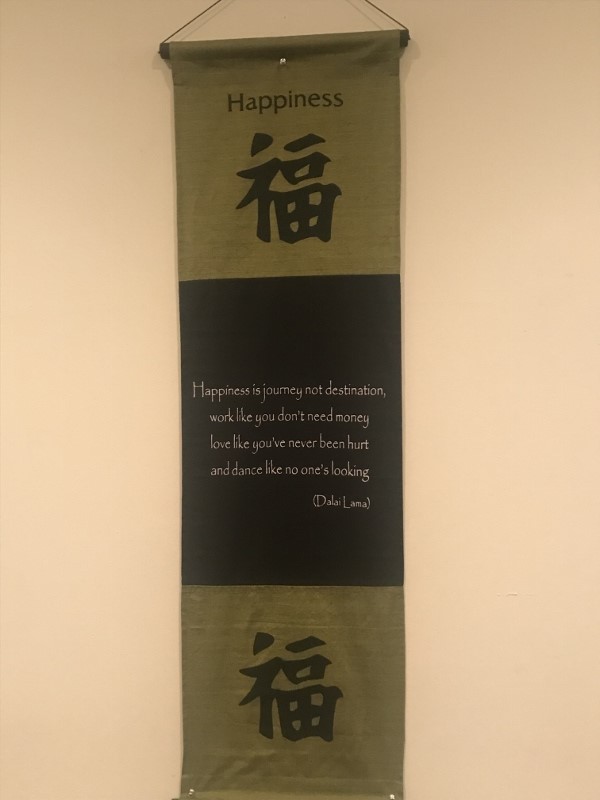 Happiness
福
Happiness is journey not destination,
work like you don't need money
love like you've never been hurt
and dance like no one's looking
(Dalai Lama)
福